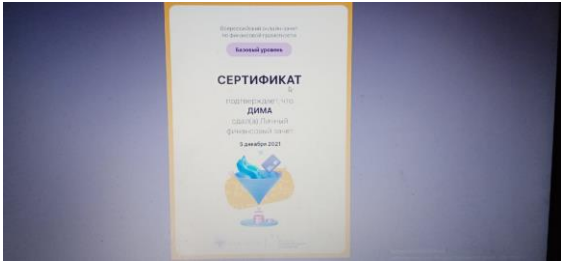 Всероссийский онлайн-зачет
по финансовой грамотности
Базовый уровень
СЕРТИФИКАТ
Подтверждает, что
ДИМА
сдал(а) Личный
финансовый зачет
5 декабря 2021